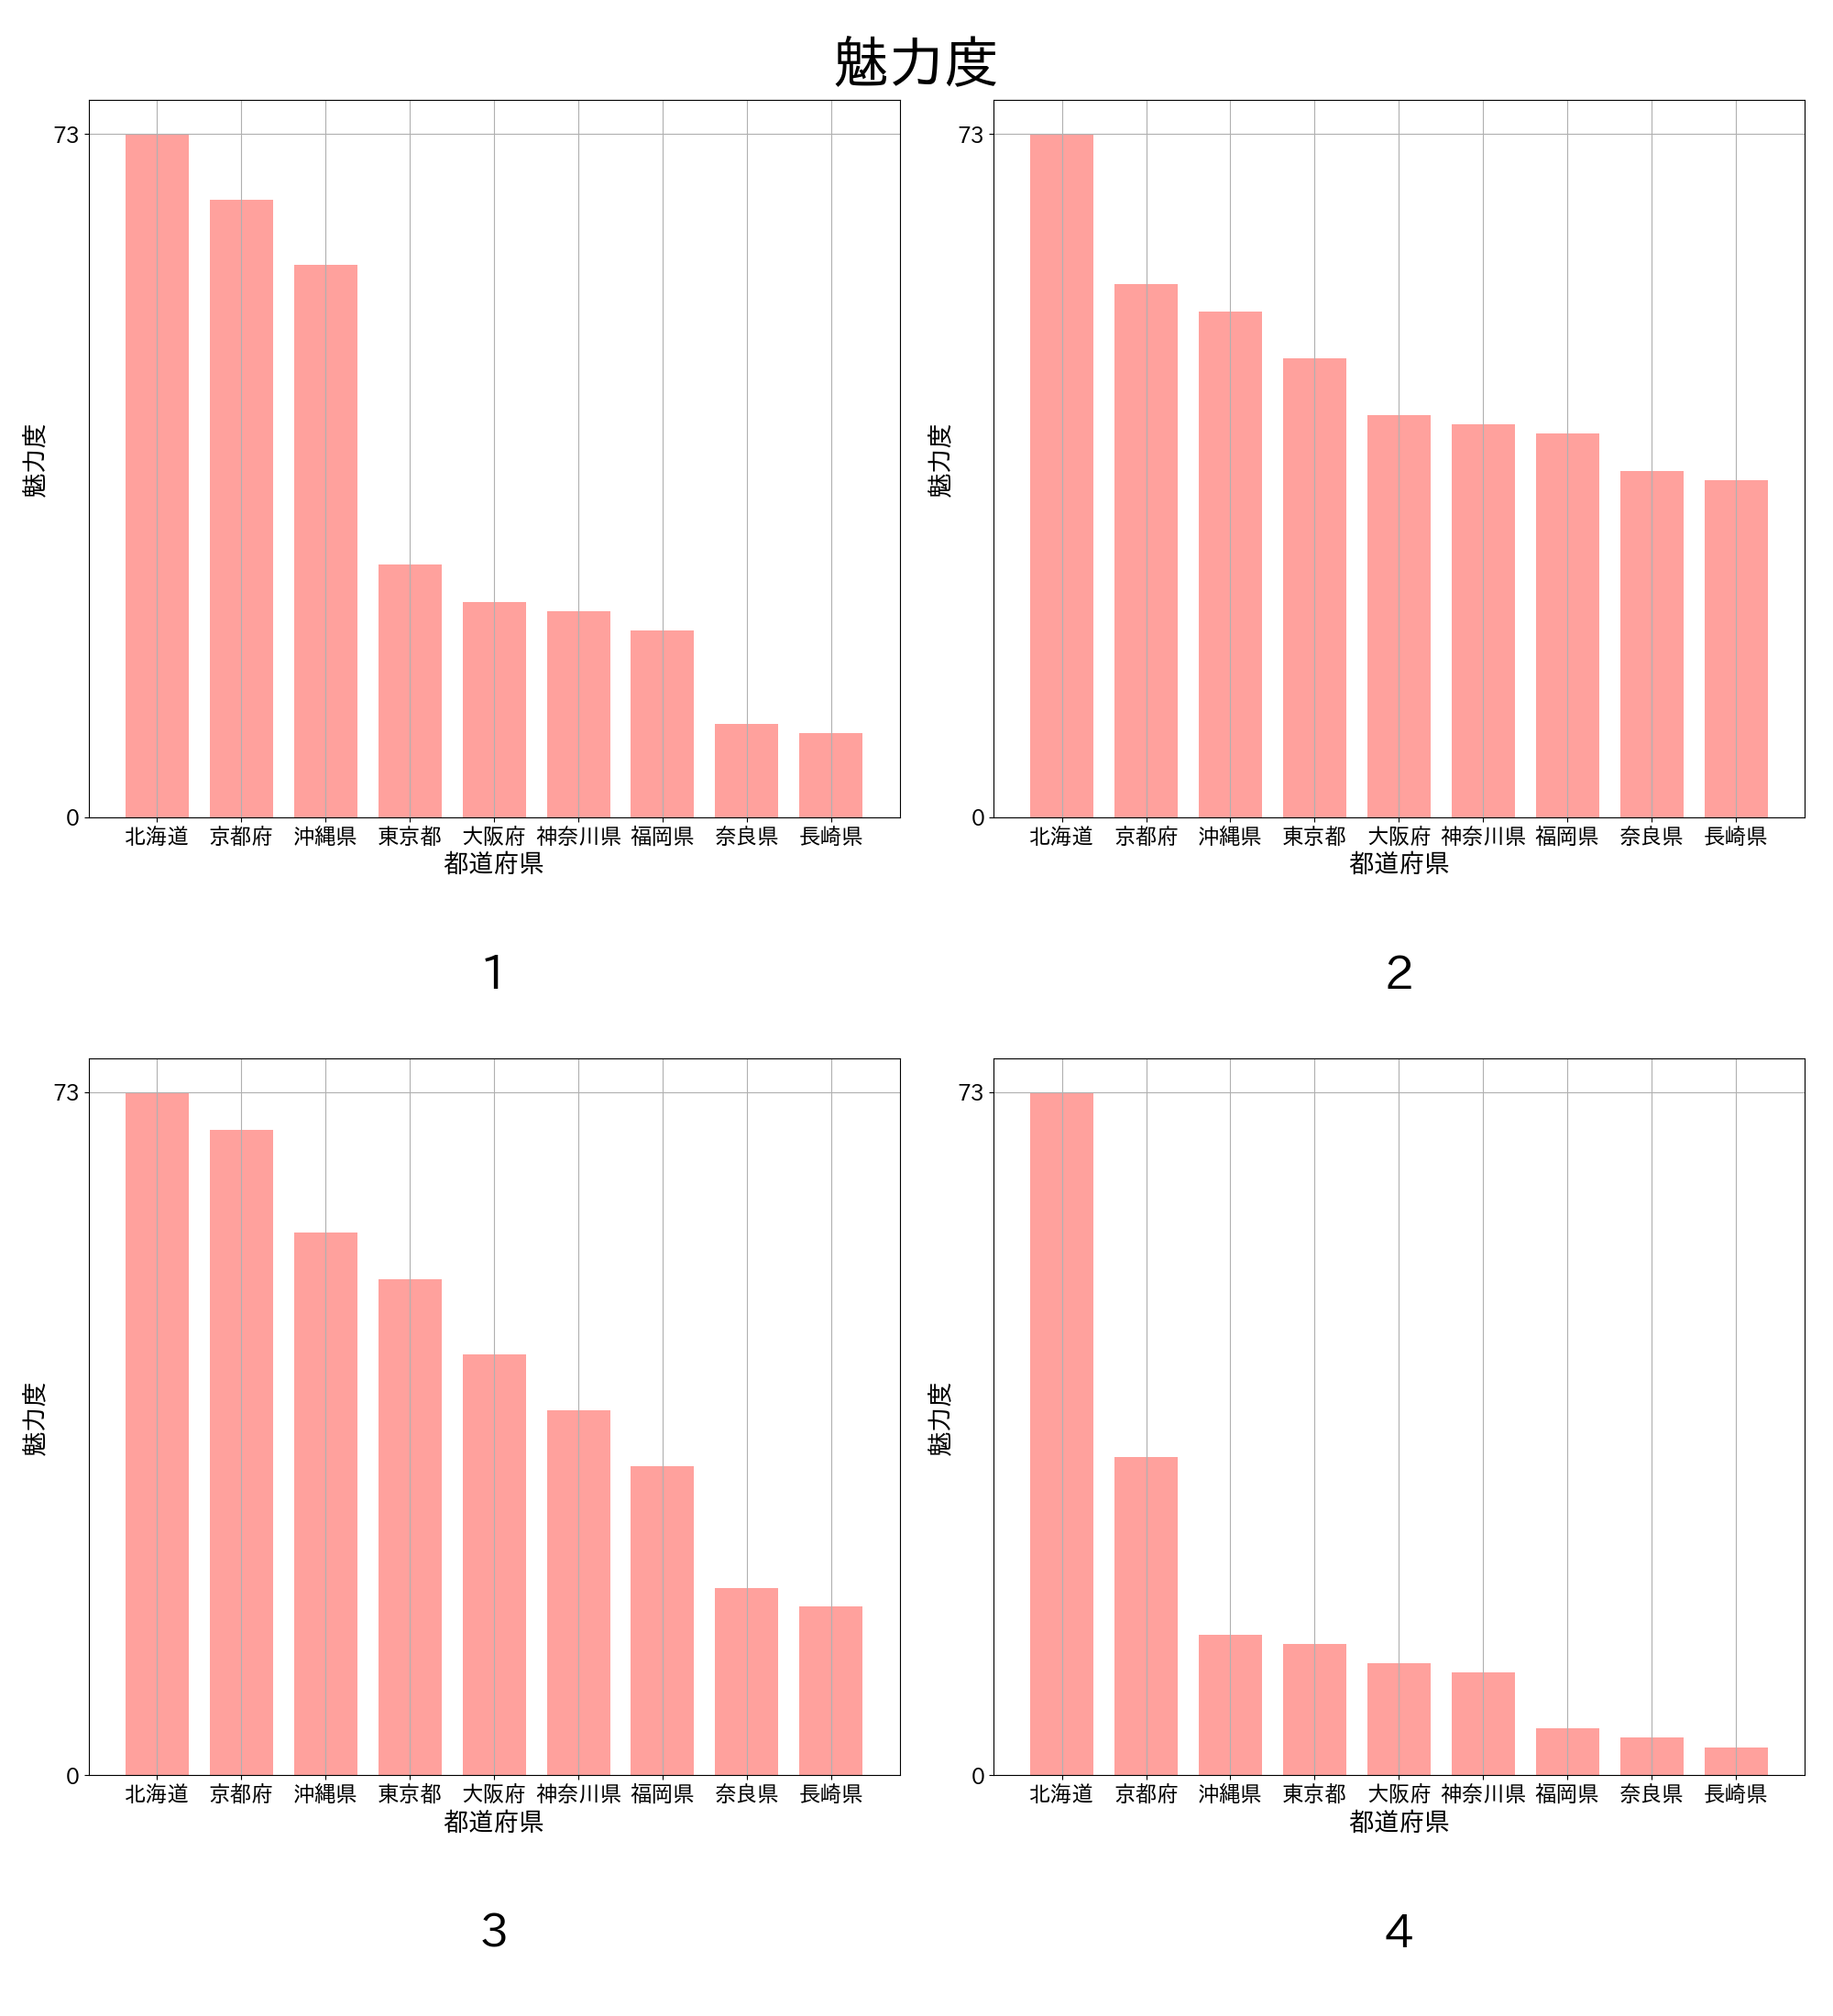 魅力度
73
魅力度
0
北海道 京都府 沖縄県 東京都 大阪府 神奈川県 福岡県 奈良県 長崎県
都道府県
1
73
魅力度
0
北海道 京都府 沖縄県 東京都 大阪府 神奈川県 福岡県 奈良県 長崎県
都道府県
2
73
魅力度
0
北海道 京都府 沖縄県 東京都 大阪府 神奈川県 福岡県 奈良県 長崎県
都道府県
3
73
魅力度
0
北海道 京都府 沖縄県 東京都 大阪府 神奈川県 福岡県 奈良県 長崎県
都道府県
4